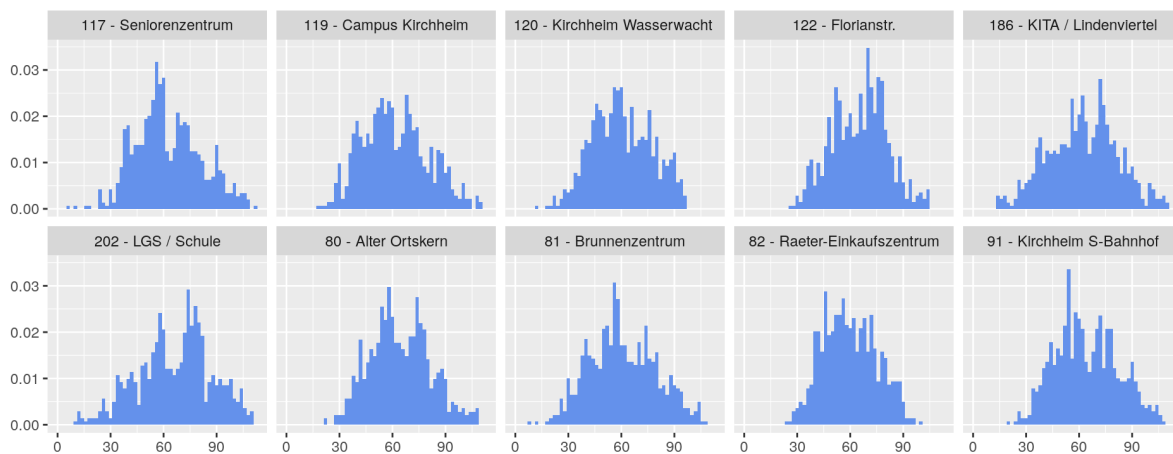 117 - Seniorenzentrum
119 - Campus Kirchheim
120 - Kirchheim Wasserwacht
122 - Florianstr.
186 - KITA / Lindenviertel
0.03
0.02
0.01
0.00
202 - LGS / Schule
80 - Alter Ortskern
81 - Brunnenzentrum
82 - Raeter-Einkaufszentrum
91 - Kirchheim S-Bahnhof
0.03
0.02
0.01
0.00
0 30 60 90
0 30 60 90
0 30 60 90
0 30 60 90
0 30 60 90